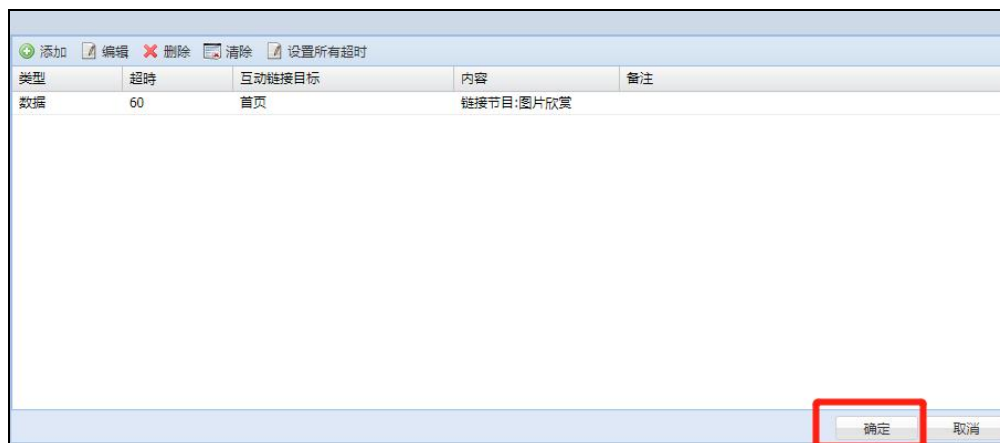 添加 编辑 删除 清除 设置所有超时
类型 超時 互动链接目标 内容 备注
数据 60 首页 链接节目:图片欣赏
确定 取消